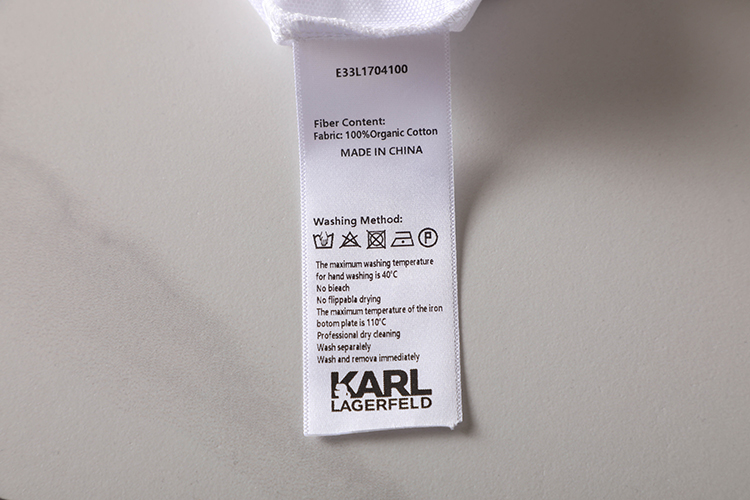 E33L1704100
Fiber Content:
Fabric: 100%Organic Cotton
MADE IN CHINA
Washing Method:
P
The maximum washing temperature
for hand washing is 40°C
No bleach
No flippable drying
The maximum temperature of the iron
botom plate is 110°C
Professional dry cleaning
Wash separately
Wash and remova immediately
KARL
LAGERFELD